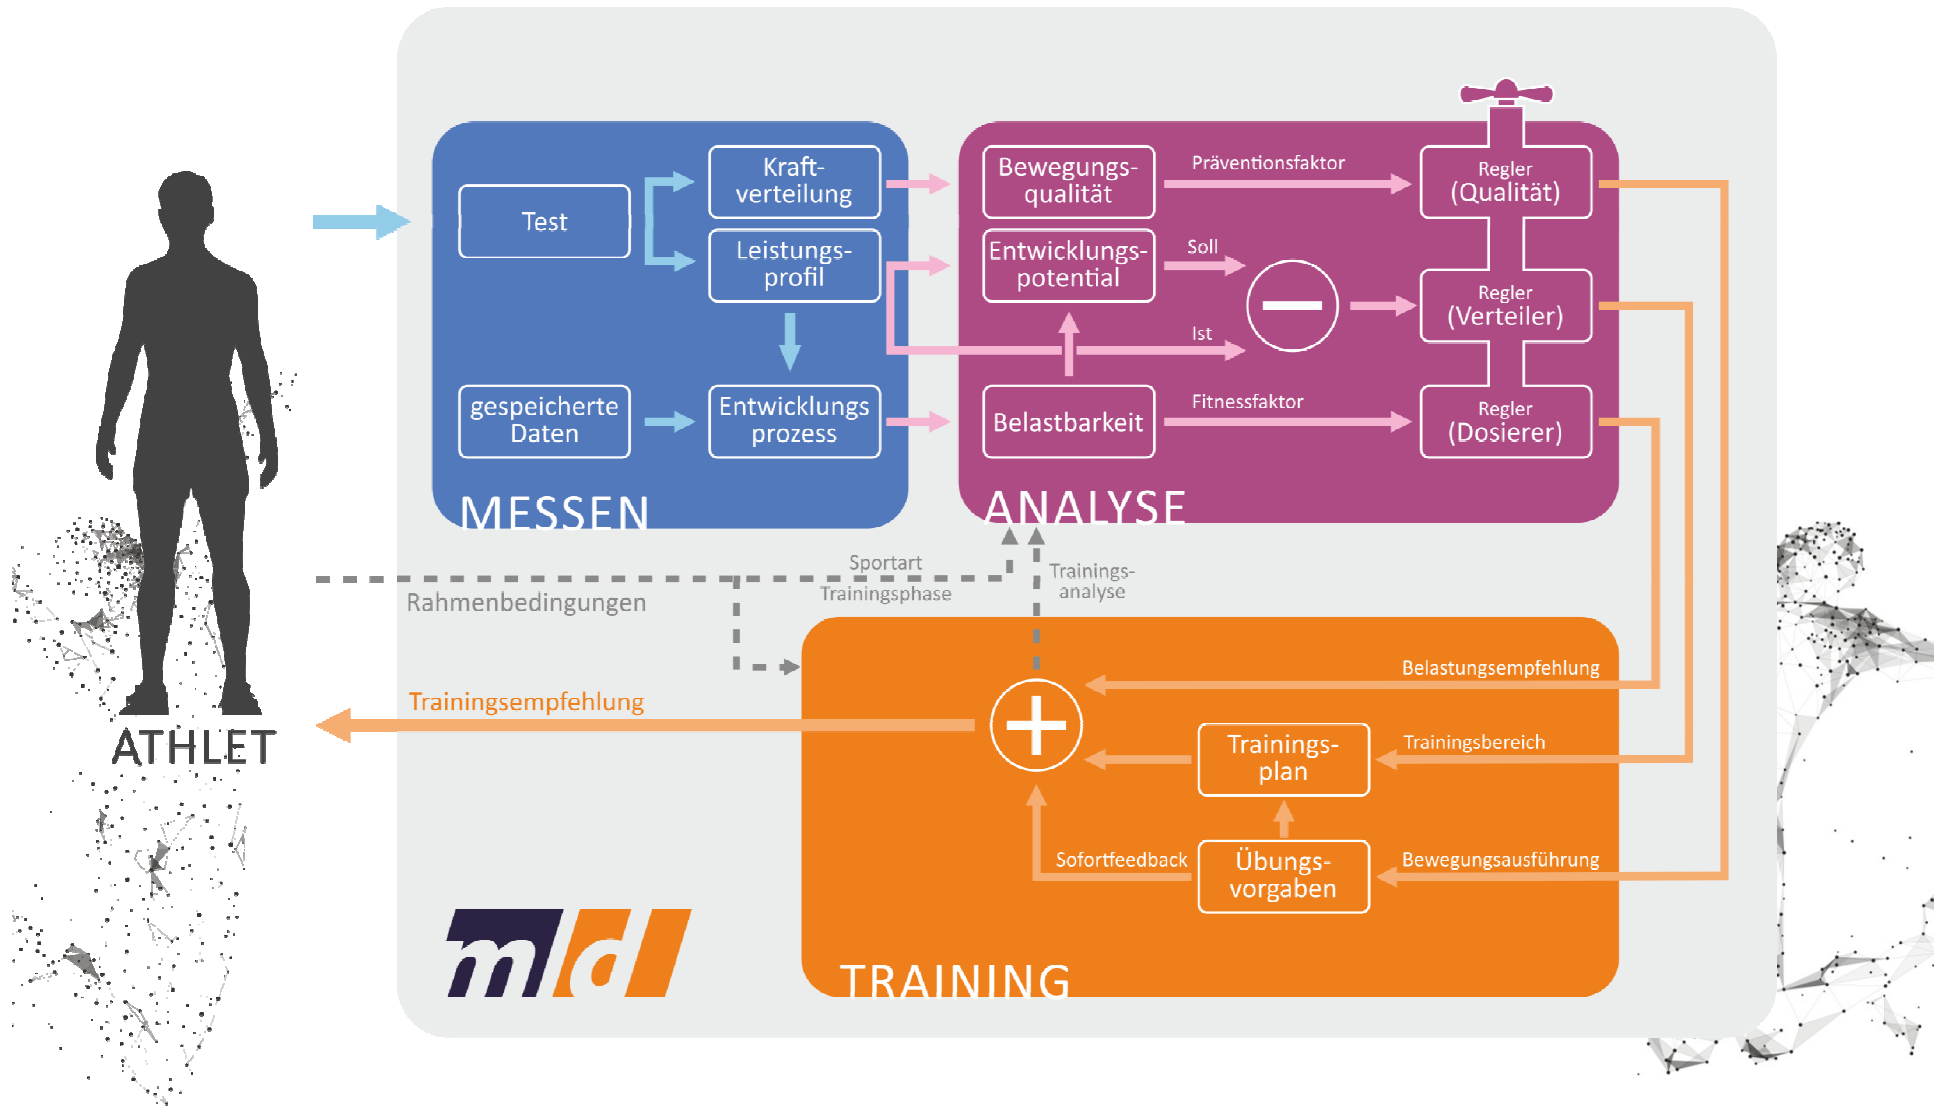 Kraft-
verteilung
Test
Leistungs-
profil
gespeicherte
Daten
Entwicklungs
prozess
MESSEN
Bewegungs-
qualität
Präventionsfaktor
Regler
(Qualität)
Entwicklungs-
potential
Soll
Ist
Regler
(Verteiler)
Belastbarkeit
Fitnessfaktor
Regler
(Dosierer)
ANALYSE
Sportart
Trainingsphase
Rahmenbedingungen
Trainings-
analyse
Trainingsempfehlung
ATHLET
Belastungsempfehlung
Trainings-
plan
Trainingsbereich
Sofortfeedback
Übungs-
vorgaben
Bewegungsausführung
TRAINING
md